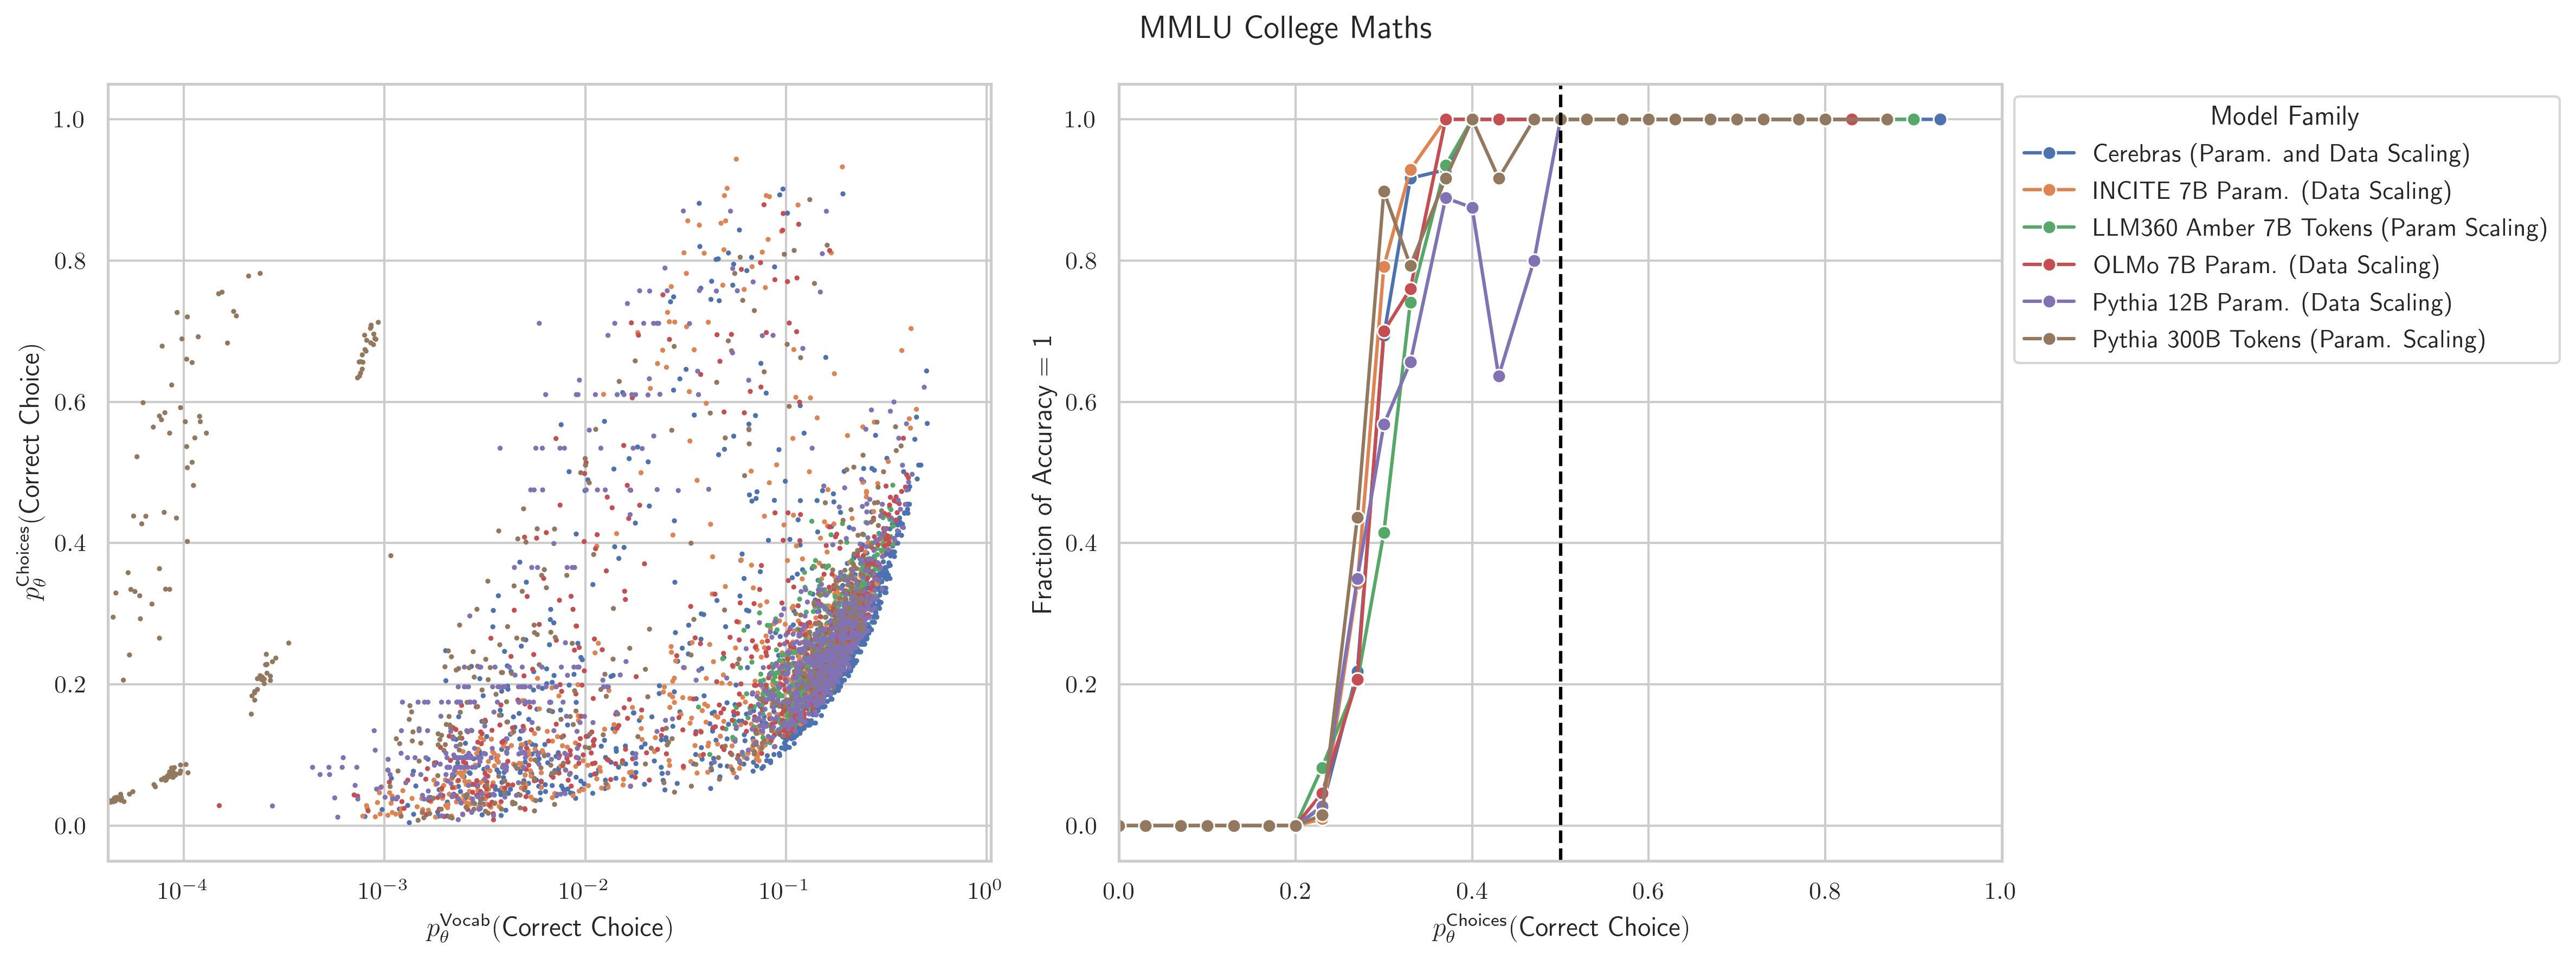 MMLU College Maths
1.0
0.8
0.6
0.4
0.2
0.0
p_θ^Choices(Correct Choice)
10^−4
10^−3
10^−2
10^−1
10^0
p_θ^Vocab(Correct Choice)
1.0
0.8
0.6
0.4
0.2
0.0
Fraction of Accuracy = 1
0.0
0.2
0.4
0.6
0.8
1.0
p_θ^Choices(Correct Choice)
Model Family
Cerebras (Param. and Data Scaling)
INCITE 7B Param. (Data Scaling)
LLM360 Amber 7B Tokens (Param Scaling)
OLMo 7B Param. (Data Scaling)
Pythia 12B Param. (Data Scaling)
Pythia 300B Tokens (Param. Scaling)